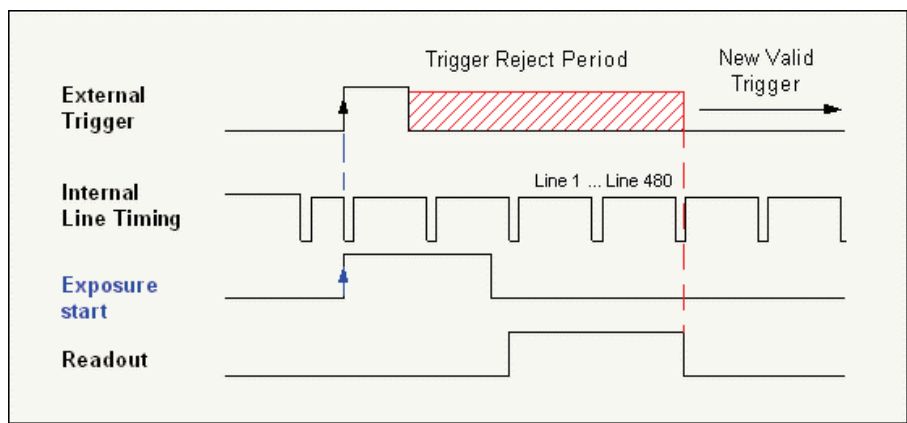 Trigger Reject Period
New Valid
Trigger
External
Trigger
Line 1 ... Line 480
Internal
Line Timing
Exposure
start
Readout